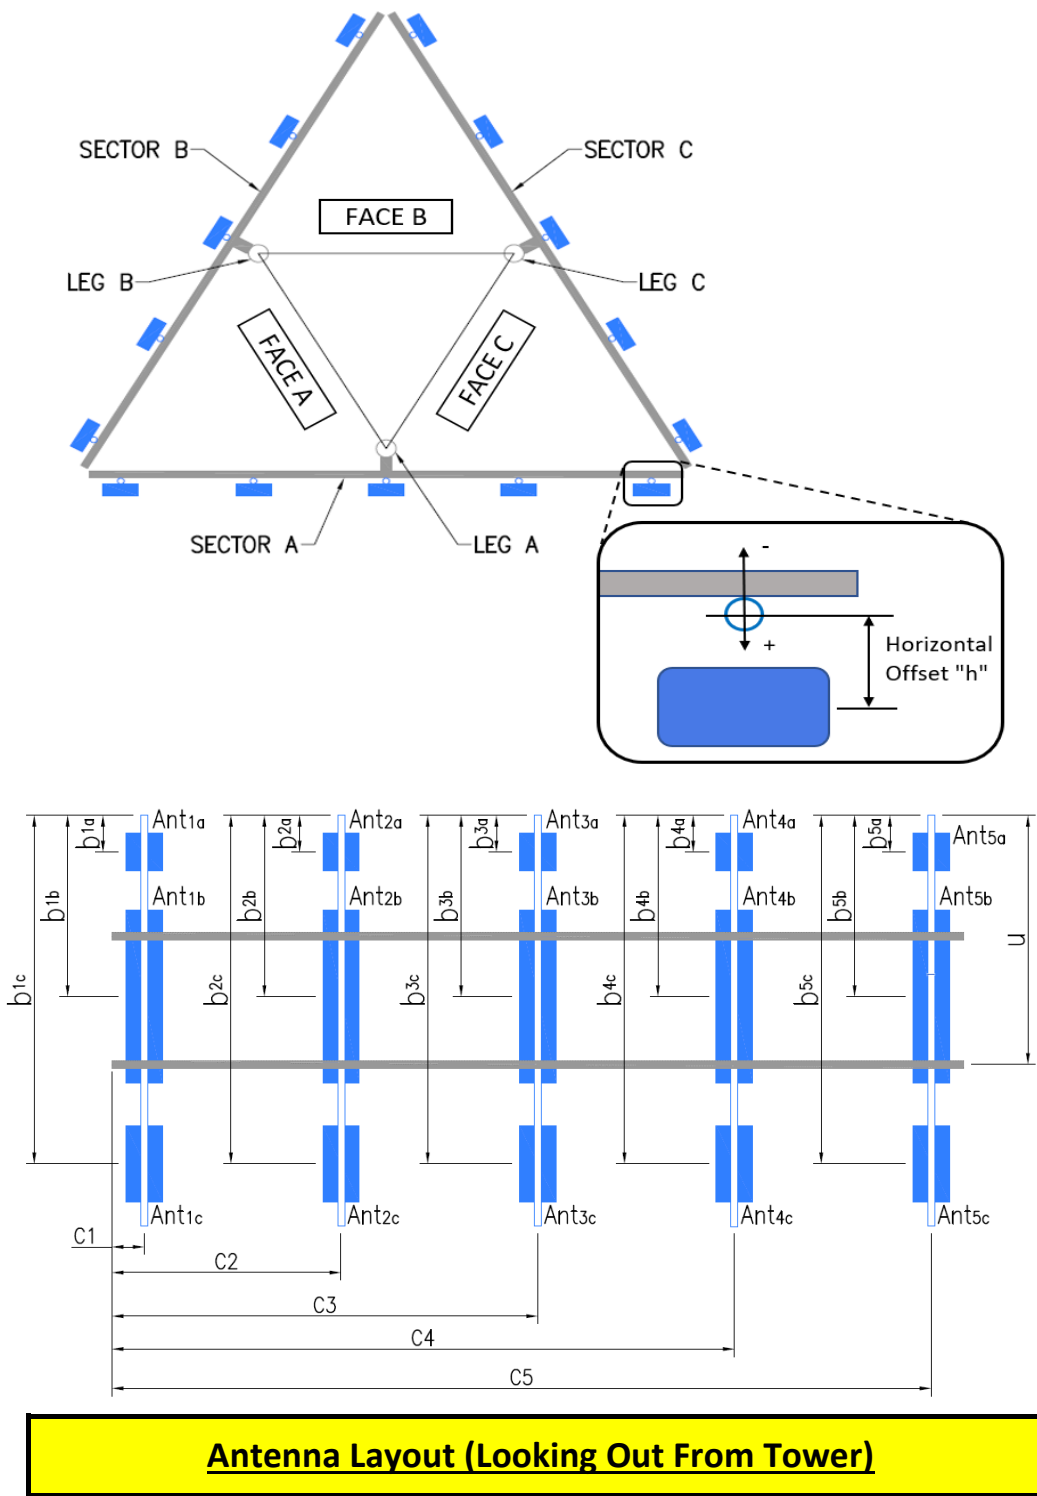 SECTOR B
SECTOR C
FACE B
LEG B
LEG C
FACE A
FACE C
SECTOR A
LEG A
-
+
Horizontal
Offset "h"
b1a
Ant1a
b2a
Ant2a
b3a
Ant3a
b4a
Ant4a
b5a
Ant5a
b1b
Ant1b
b2b
Ant2b
b3b
Ant3b
b4b
Ant4b
b5b
Ant5b
u
b1c
b2c
b3c
b4c
b5c
Ant1c
Ant2c
Ant3c
Ant4c
Ant5c
C1
C2
C3
C4
C5
Antenna Layout (Looking Out From Tower)